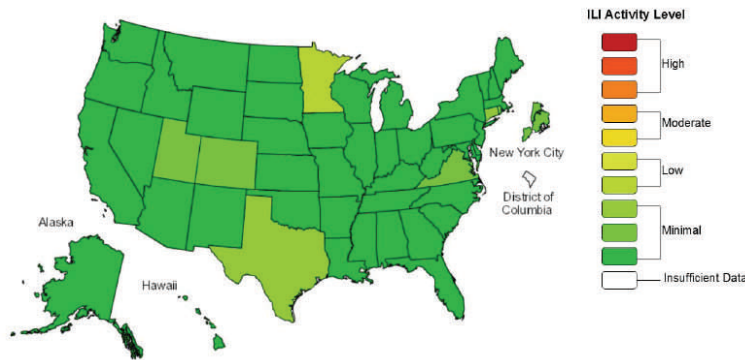 ILI Activity Level
High
Moderate
Low
Minimal
Insufficient Data
New York City
District of
Columbia
Alaska
Hawaii